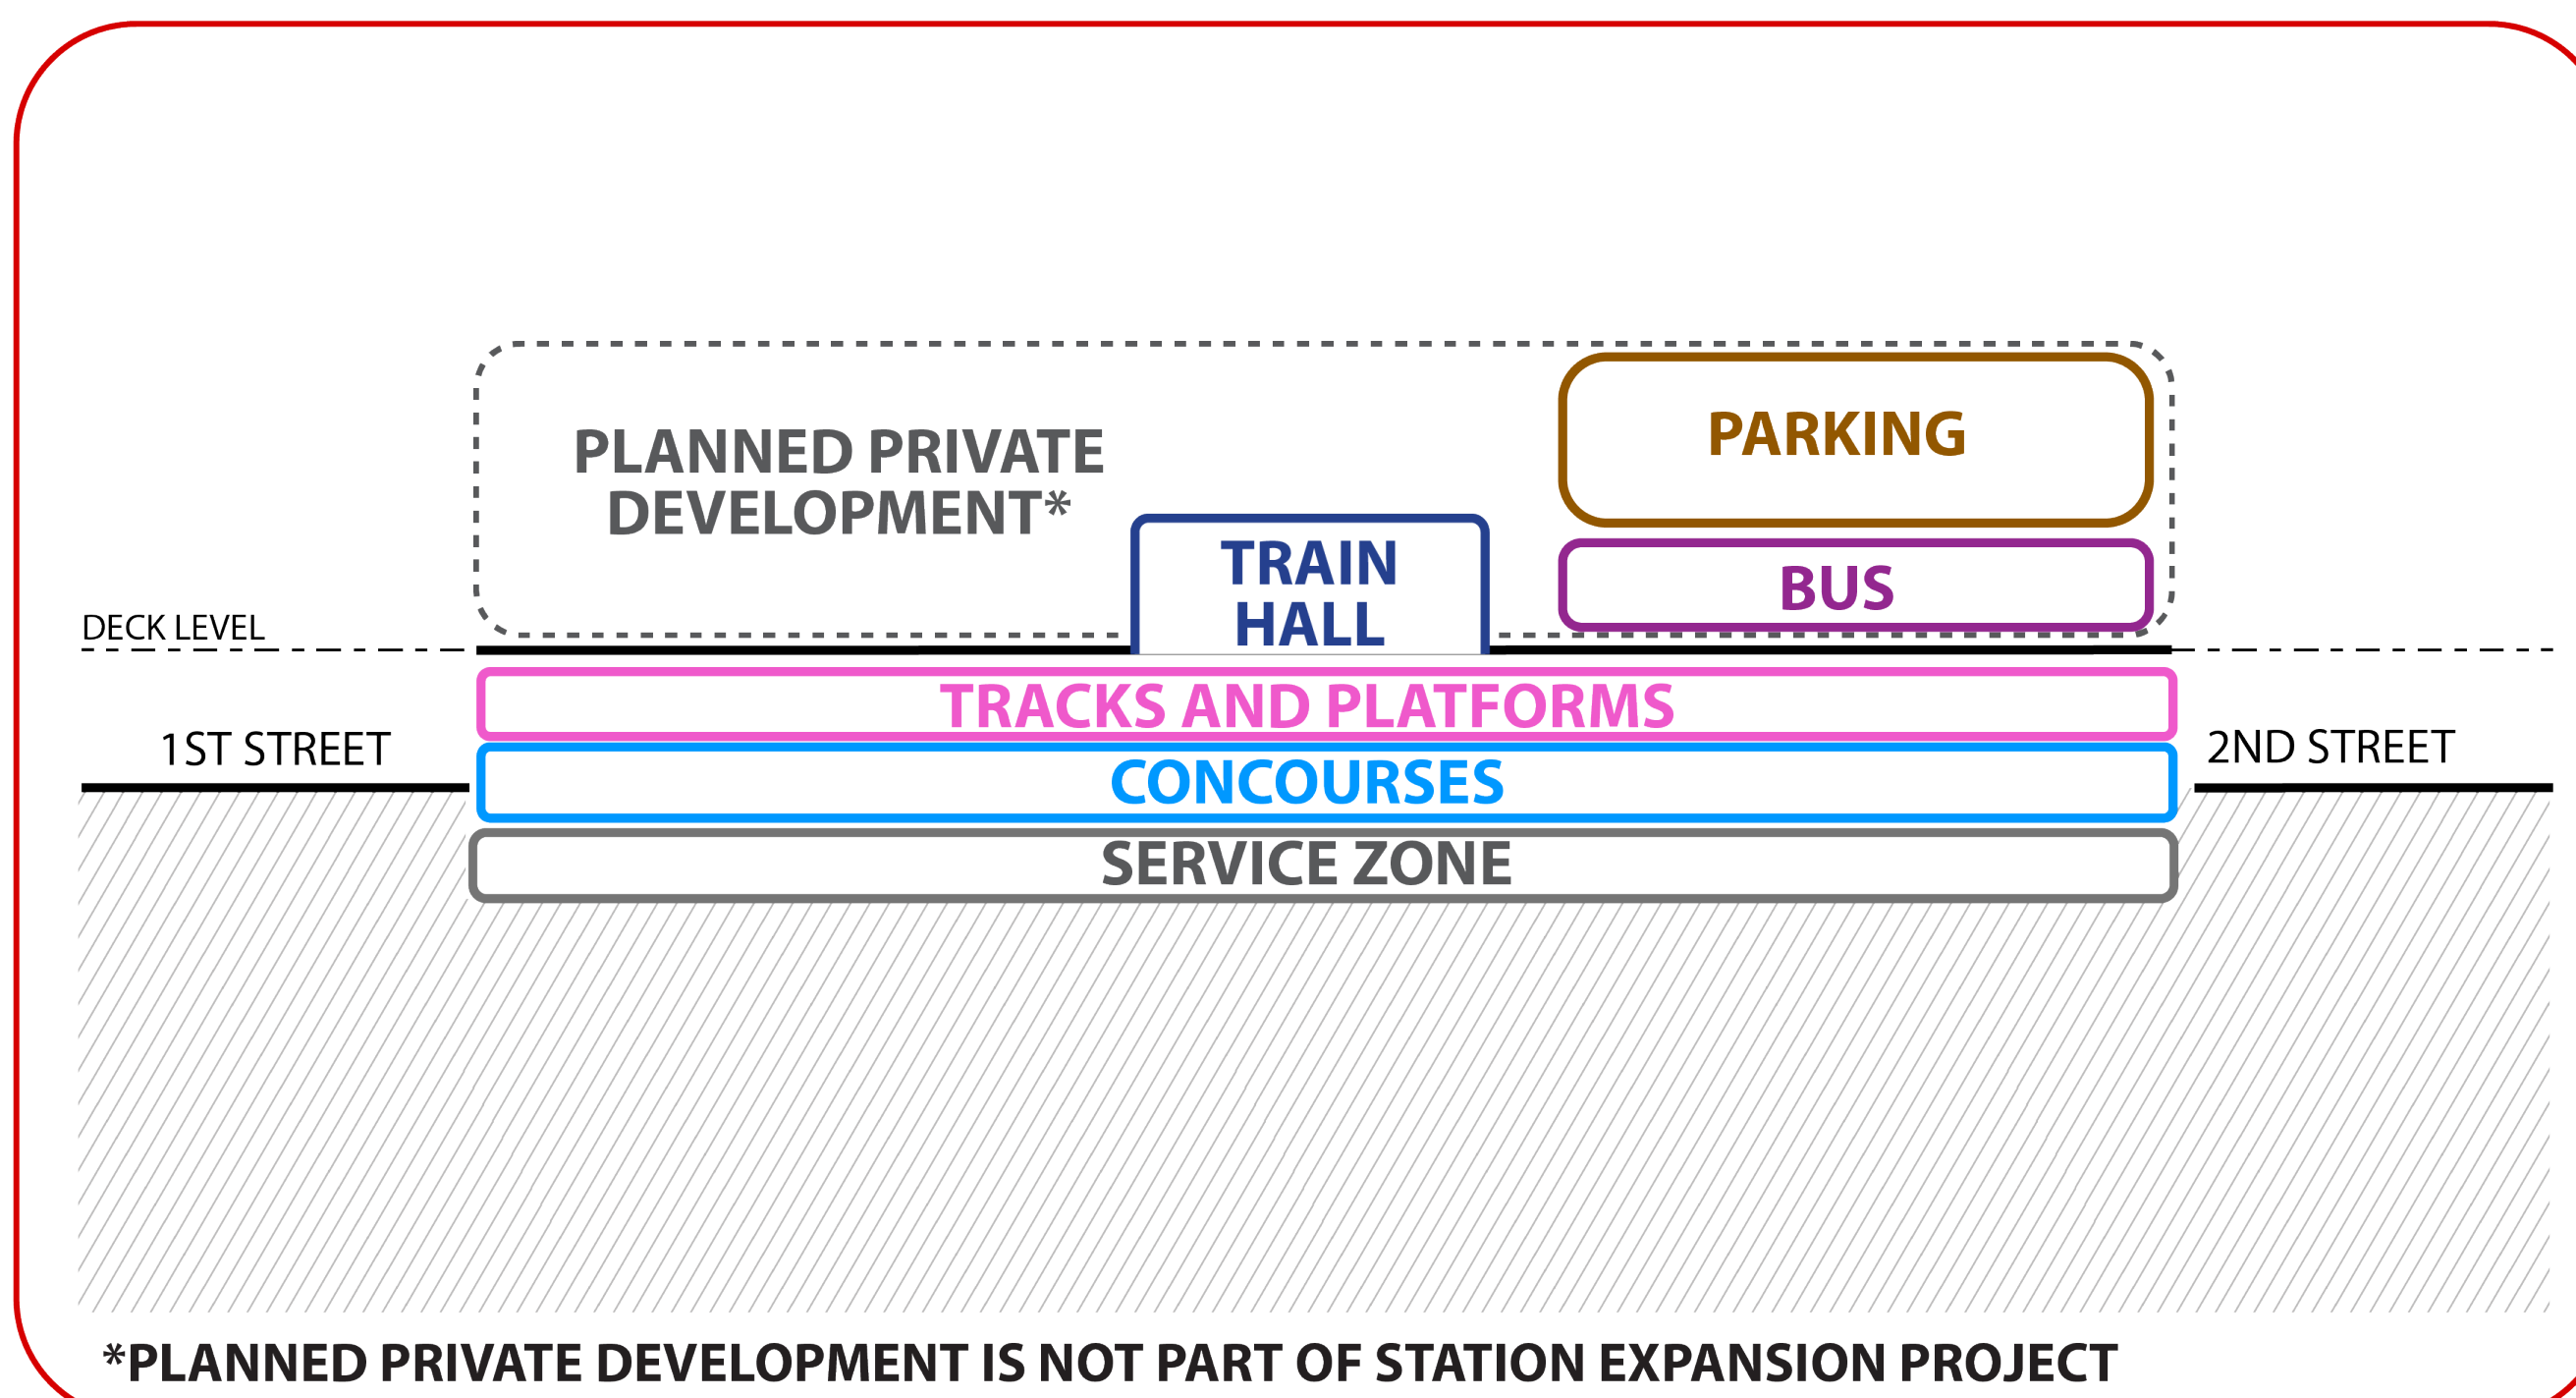 PLANNED PRIVATE
DEVELOPMENT*
PARKING
TRAIN
HALL
BUS
DECK LEVEL
TRACKS AND PLATFORMS
1ST STREET
2ND STREET
CONCOURSES
SERVICE ZONE
*PLANNED PRIVATE DEVELOPMENT IS NOT PART OF STATION EXPANSION PROJECT